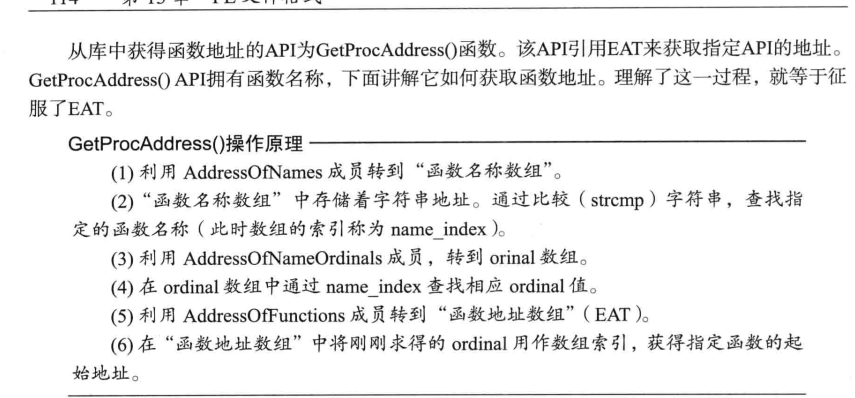 从库中获得函数地址的API为GetProcAddress()函数。该API引用EAT来获取指定API的地址。
GetProcAddress() API拥有函数名称，下面讲解它如何获取函数地址。理解了这一过程，就等于征
服了EAT。
GetProcAddress()操作原理
(1) 利用 AddressOfNames 成员转到“函数名称数组”。
(2)“函数名称数组”中存储着字符串地址。通过比较（strcmp）字符串，查找指
定的函数名称（此时数组的索引称为 name_index）。
(3) 利用 AddressOfNameOrdinals 成员，转到 orinal 数组。
(4) 在 ordinal 数组中通过 name_index 查找相应 ordinal 值。
(5) 利用 AddressOfFunctions 成员转到“函数地址数组”（EAT）。
(6) 在“函数地址数组”中将刚刚求得的 ordinal 用作数组索引，获得指定函数的起
始地址。